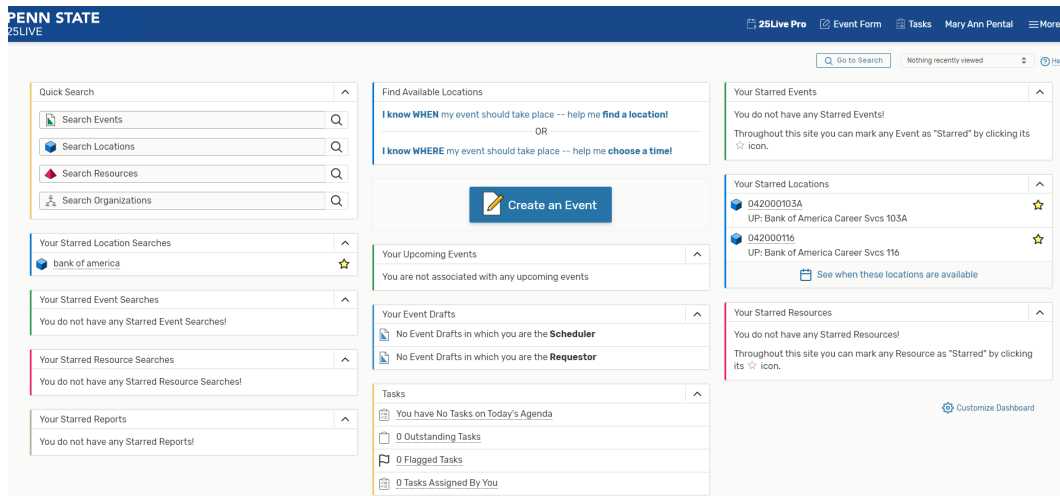 PENN STATE
25LIVE
25Live Pro
Event Form
Tasks
Mary Ann Pental
More
Go to Search
Nothing recently viewed
He
Quick Search
Search Events
Search Locations
Search Resources
Search Organizations
Your Starred Location Searches
bank of america
Your Starred Event Searches
You do not have any Starred Event Searches!
Your Starred Resource Searches
You do not have any Starred Resource Searches!
Your Starred Reports
You do not have any Starred Reports!
Find Available Locations
I know WHEN my event should take place -- help me find a location!
OR
I know WHERE my event should take place -- help me choose a time!
Create an Event
Your Upcoming Events
You are not associated with any upcoming events
Your Event Drafts
No Event Drafts in which you are the Scheduler
No Event Drafts in which you are the Requestor
Tasks
You have No Tasks on Today's Agenda
0 Outstanding Tasks
0 Flagged Tasks
0 Tasks Assigned By You
Your Starred Events
You do not have any Starred Events!
Throughout this site you can mark any Event as "Starred" by clicking its
icon.
Your Starred Locations
042000103A
UP: Bank of America Career Svcs 103A
042000116
UP: Bank of America Career Svcs 116
See when these locations are available
Your Starred Resources
You do not have any Starred Resources!
Throughout this site you can mark any Resource as "Starred" by clicking
its icon.
Customize Dashboard